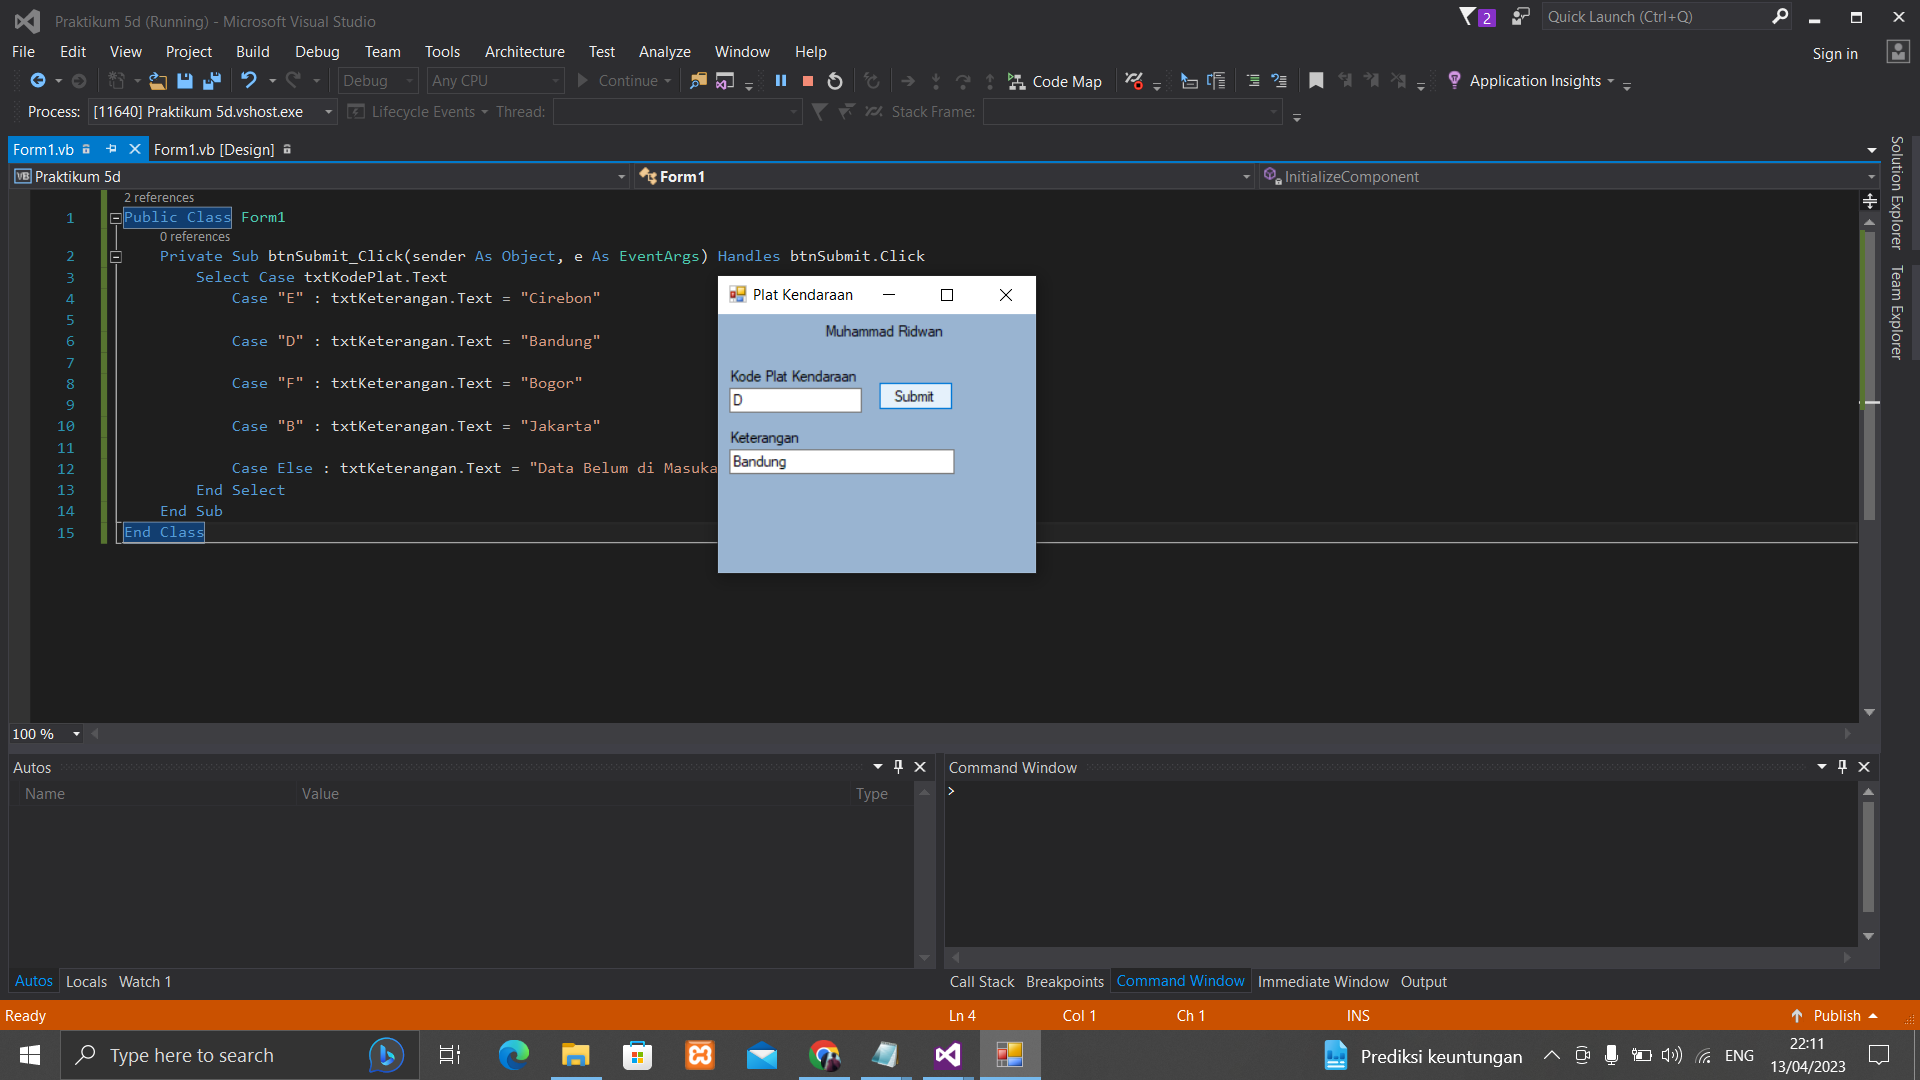 Praktikum 5d (Running) - Microsoft Visual Studio
2
Quick Launch (Ctrl+Q)
File Edit View Project Build Debug Team Tools Architecture Test Analyze Window Help
Sign in
Debug Any CPU Continue Code Map Application Insights
Process: [11640] Praktikum 5d.vshost.exe Lifecycle Events Thread: Stack Frame:
Form1.vb Form1.vb [Design]
VB Praktikum 5d Form1 InitializeComponent
Solution Explorer
Team Explorer
2 references
1 Public Class Form1
0 references
2 Private Sub btnSubmit_Click(sender As Object, e As EventArgs) Handles btnSubmit.Click
3 Select Case txtKodePlat.Text
4 Case "E" : txtKeterangan.Text = "Cirebon"
5
6 Case "D" : txtKeterangan.Text = "Bandung"
7
8 Case "F" : txtKeterangan.Text = "Bogor"
9
10 Case "B" : txtKeterangan.Text = "Jakarta"
11
12 Case Else : txtKeterangan.Text = "Data Belum di Masuka
13 End Select
14 End Sub
15 End Class
Plat Kendaraan
Muhammad Ridwan
Kode Plat Kendaraan
D Submit
Keterangan
Bandung
100 %
Autos
Name Value Type
Autos Locals Watch 1
Command Window
>
Call Stack Breakpoints Command Window Immediate Window Output
Ready Ln 4 Col 1 Ch 1 INS Publish
Type here to search
Prediksi keuntungan
ENG
22:11
13/04/2023